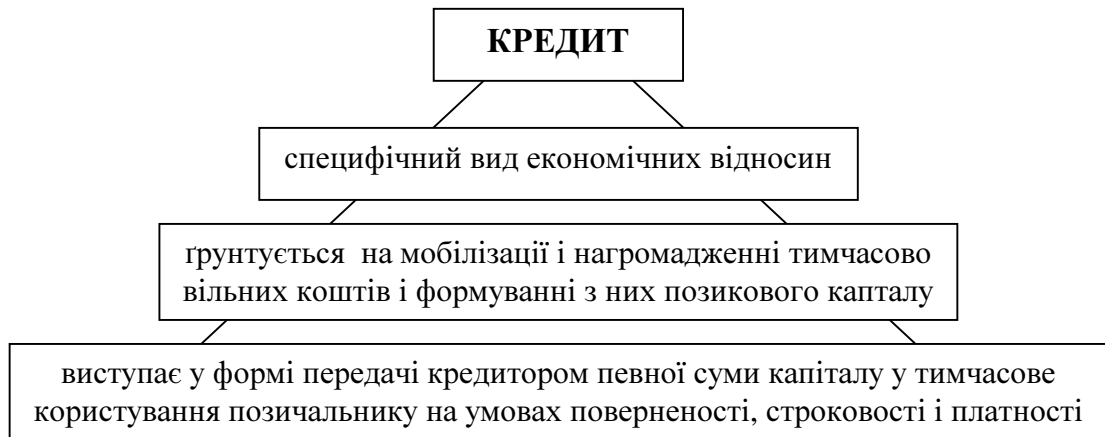 КРЕДИТ
специфічний вид економічних відносин
ґрунтується на мобілізації і нагромадженні тимчасово
вільних коштів і формуванні з них позикового капталу
виступає у формі передачі кредитором певної суми капіталу у тимчасове
користування позичальнику на умовах поверненості, строковості і платності